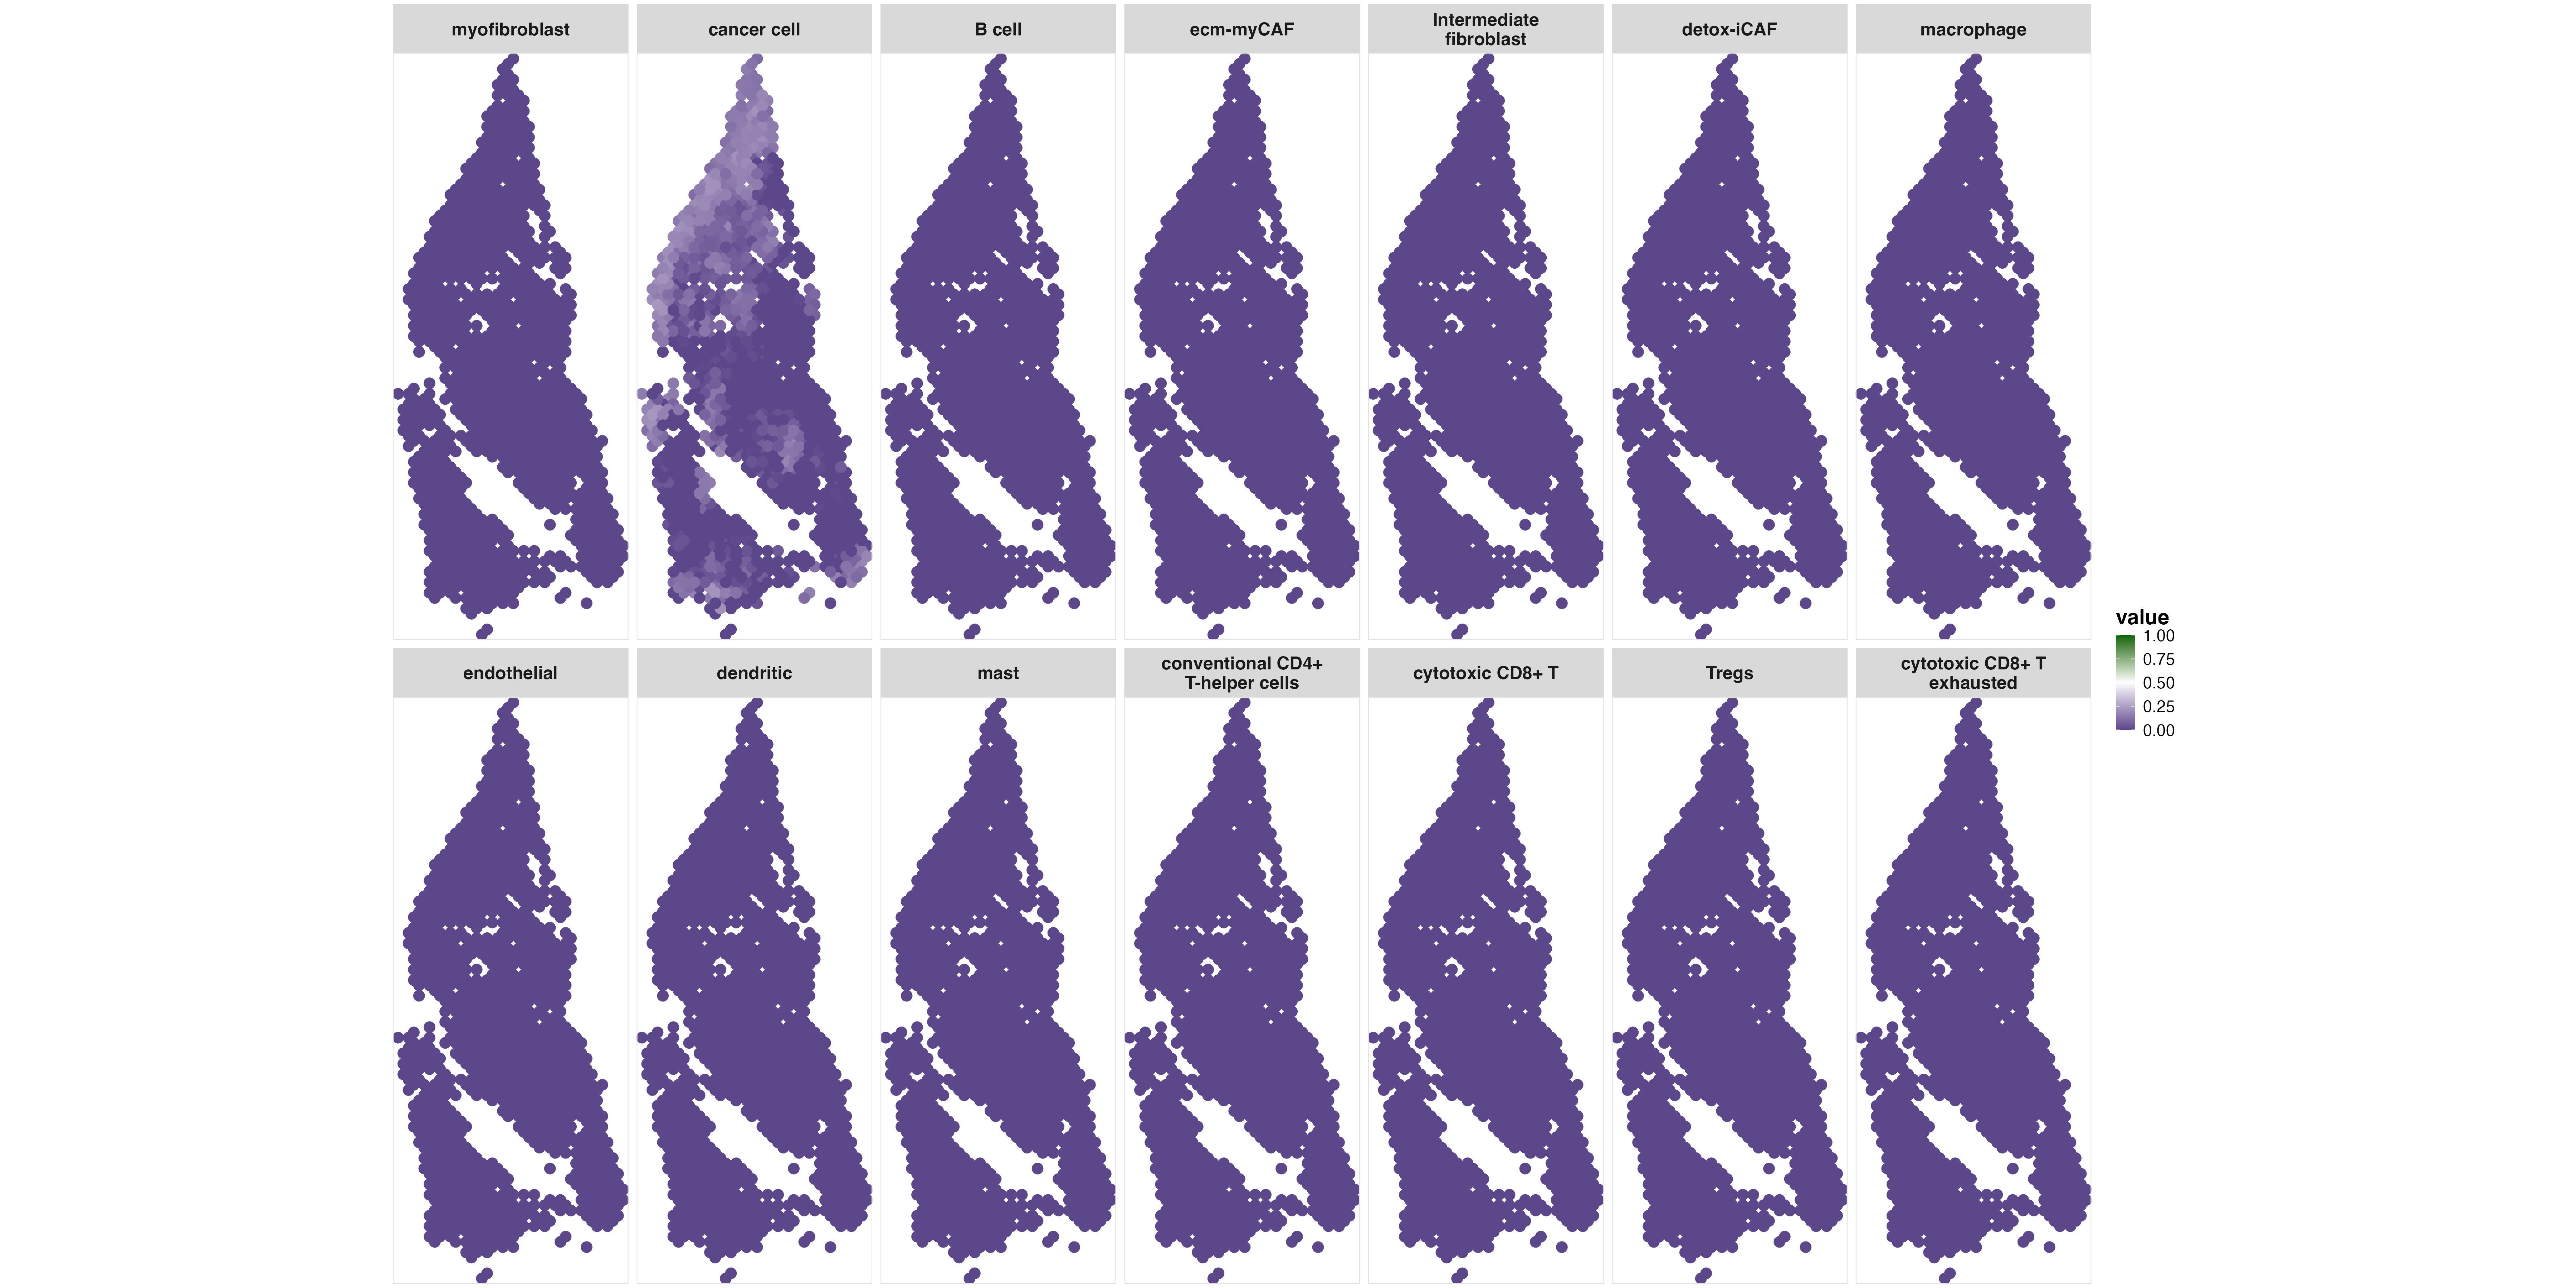 myofibroblast
cancer cell
B cell
ecm-myCAF
Intermediate
fibroblast
detox-iCAF
macrophage
endothelial
dendritic
mast
conventional CD4+
T-helper cells
cytotoxic CD8+ T
Tregs
cytotoxic CD8+ T
exhausted
value
1.00
0.75
0.50
0.25
0.00